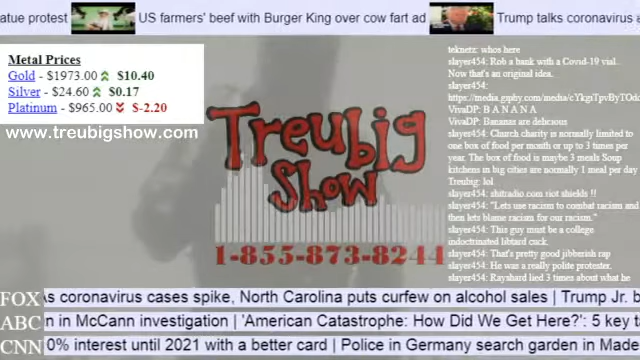 atue protest
US farmers' beef with Burger King over cow fart ad
Trump talks coronavirus a
Metal Prices
Gold - $1973.00 $10.40
Silver - $24.60 $0.17
Platinum - $965.00 $-2.20
www.treubigshow.com
Treubig
Show
1-855-873-8244
teknetz: whos here
slayer454: Rob a bank with a Covid-19 vial..
Now that's an original idea.
slayer454:
VivaDP: B A N A N A
VivaDP: Bananas are delicious
slayer454: Church charity is normally limited to
one box of food per month or up to 3 times per
year. The box of food is maybe 3 meals Soup
kitchens in big cities are normally 1 meal per day
Treubig: lol
slayer454: shitradio.com riot shields !!
slayer454: "Lets use racism to combat racism and
then lets blame racism for our racism."
slayer454: This guy must be a college
indoctrinated libtard cuck.
slayer454: That's pretty good jibberish rap
slayer454: He was a really polite protester.
slayer454: Rayshard lied 3 times about what he
FOX
s coronavirus cases spike, North Carolina puts curfew on alcohol sales | Trump Jr. b
ABC
n in McCann investigation | 'American Catastrophe: How Did We Get Here?': 5 key ta
CNN
0% interest until 2021 with a better card | Police in Germany search garden in Made